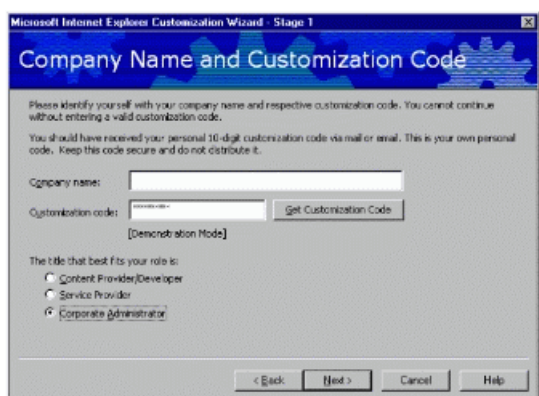 Microsoft Internet Explorer Customization Wizard - Stage 1
Company Name and Customization Code
Please identify yourself with your company name and respective customization code. You cannot continue
without entering a valid customization code.
You should have received your personal 10-digit customization code via mail or email. This is your own personal
code. Keep this code secure and do not distribute it.
Company name:
Customization code:
Get Customization Code
[Demonstration Mode]
The title that best fits your role is:
Content Provider/Developer
Service Provider
Corporate Administrator
< Back
Next >
Cancel
Help